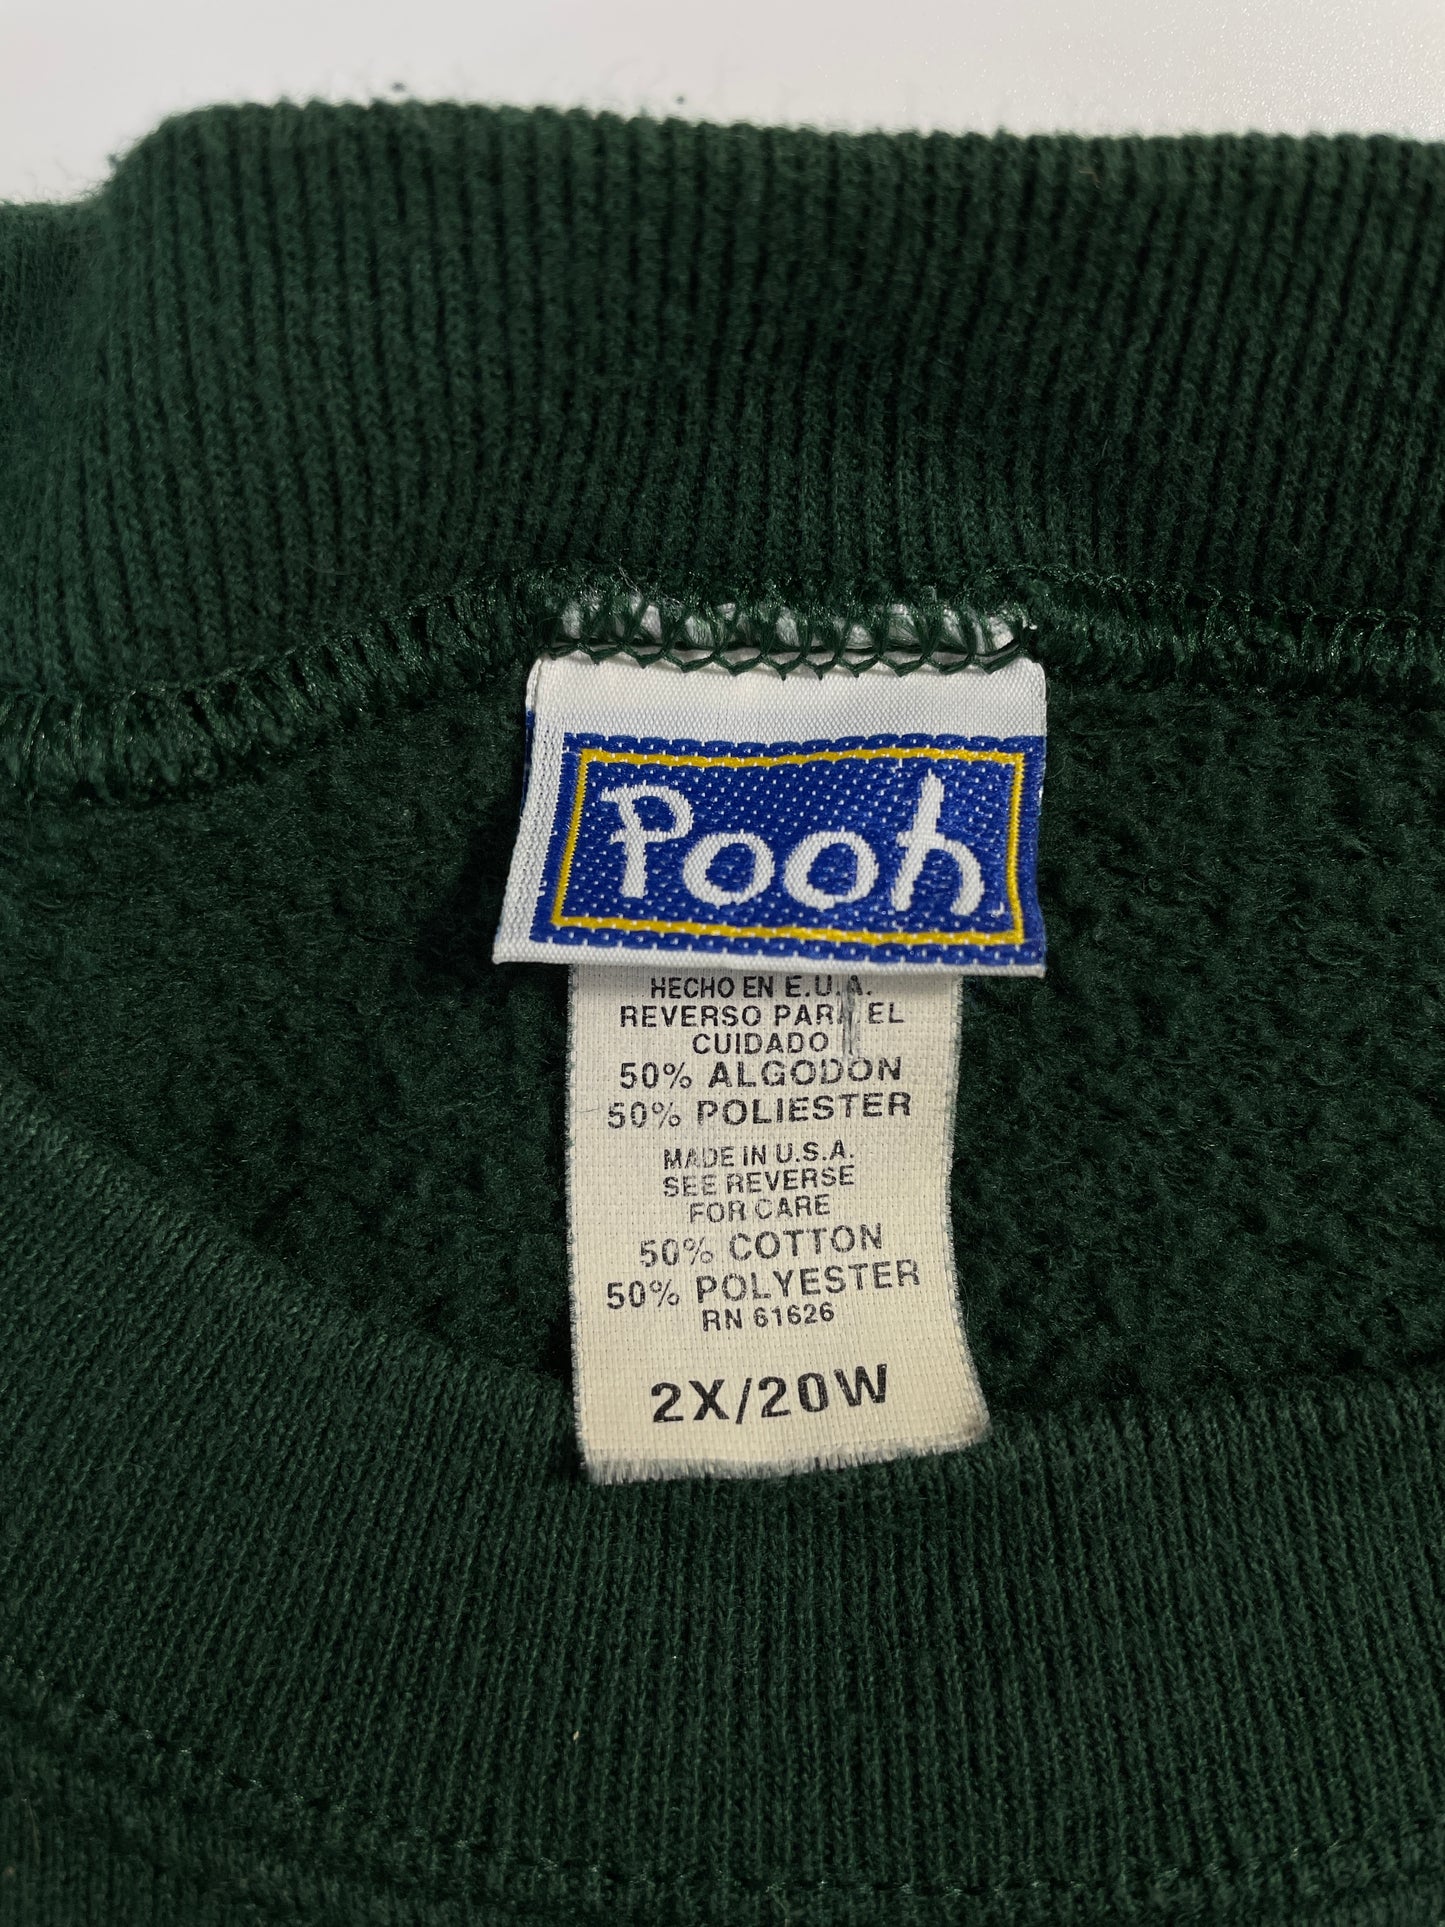 Pooh
HECHO EN E.U.A.
REVERSO PARA EL
CUIDADO
50% ALGODON
50% POLIESTER
MADE IN U.S.A.
SEE REVERSE
FOR CARE
50% COTTON
50% POLYESTER
RN 61626
2X/20W